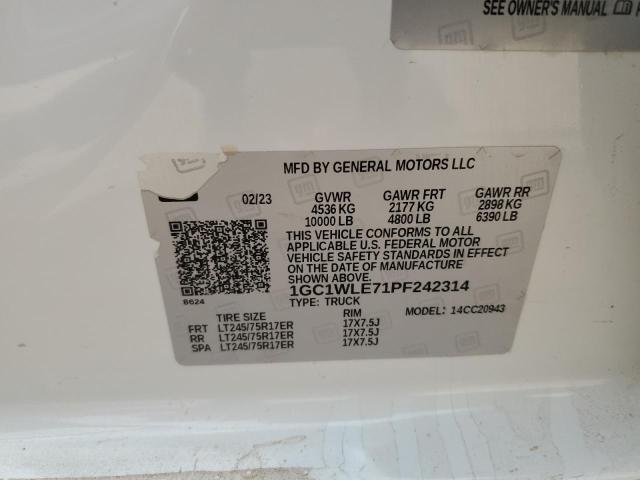 SEE OWNER'S MANUAL
MFD BY GENERAL MOTORS LLC
02/23 GVWR GAWR FRT GAWR RR
4536 KG 2177 KG 2898 KG
10000 LB 4800 LB 6390 LB
THIS VEHICLE CONFORMS TO ALL
APPLICABLE U.S. FEDERAL MOTOR
VEHICLE SAFETY STANDARDS IN EFFECT
ON THE DATE OF MANUFACTURE
SHOWN ABOVE.
1GC1WLE71PF242314
8624
TYPE: TRUCK
TIRE SIZE RIM MODEL: 14CC20943
FRT LT245/75R17ER 17X7.5J
RR LT245/75R17ER 17X7.5J
SPA LT245/75R17ER 17X7.5J